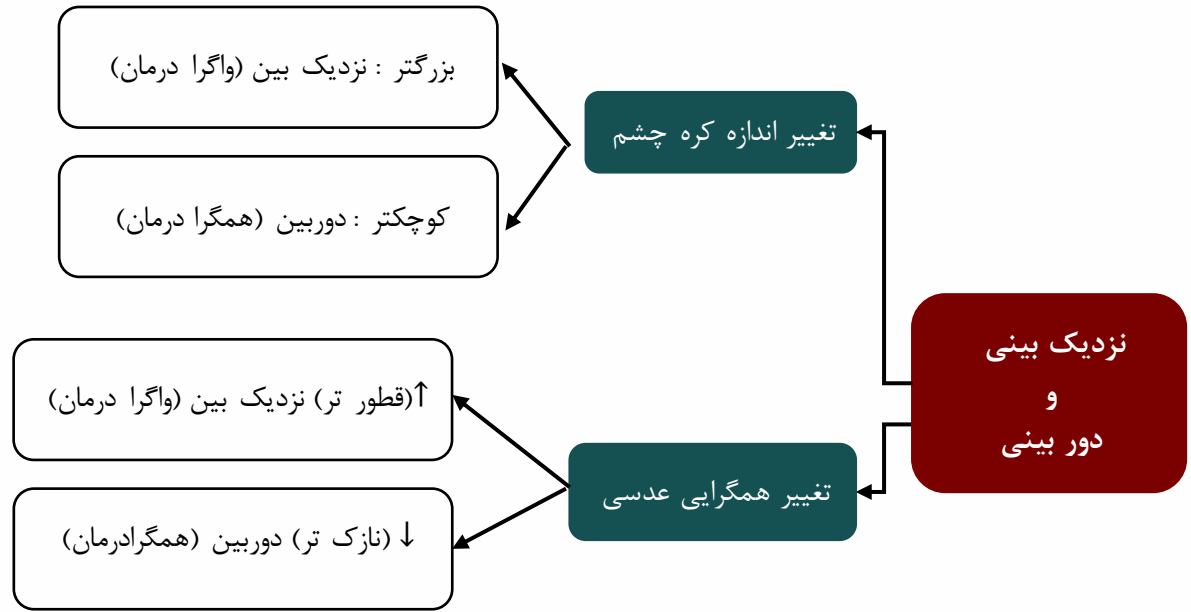 نزدیک بینی
و
دور بینی
تغییر اندازه کره چشم
بزرگتر : نزدیک بین (واگرا درمان)
کوچکتر : دوربین (همگرا درمان)
تغییر همگرایی عدسی
↑(قطور تر) نزدیک بین (واگرا درمان)
↓ (نازک تر) دوربین (همگرادرمان)